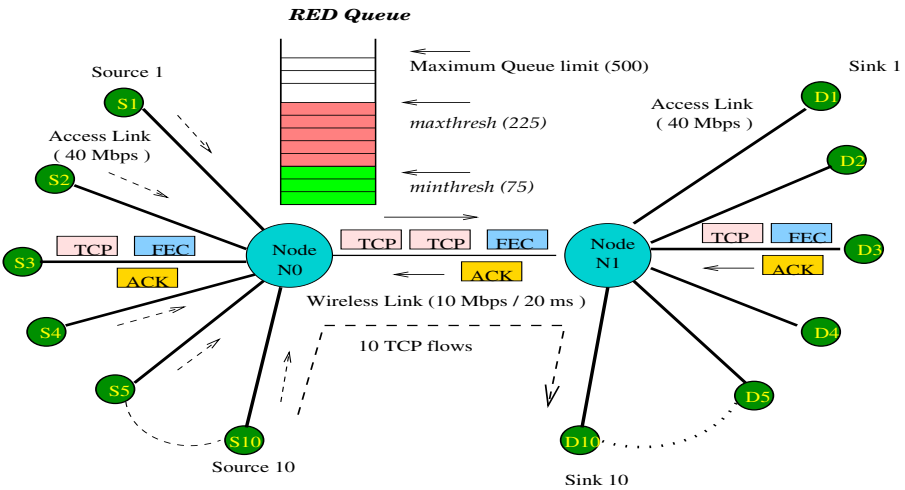 RED Queue
Maximum Queue limit (500)
maxthresh (225)
minthresh (75)
Source 1
S1
Access Link
( 40 Mbps )
S2
S3
TCP
FEC
ACK
S4
S5
S10
Source 10
Node
N0
TCP
TCP
FEC
ACK
Wireless Link (10 Mbps / 20 ms )
10 TCP flows
Node
N1
Sink 1
D1
Access Link
( 40 Mbps )
D2
TCP
FEC
D3
ACK
D4
D5
D10
Sink 10